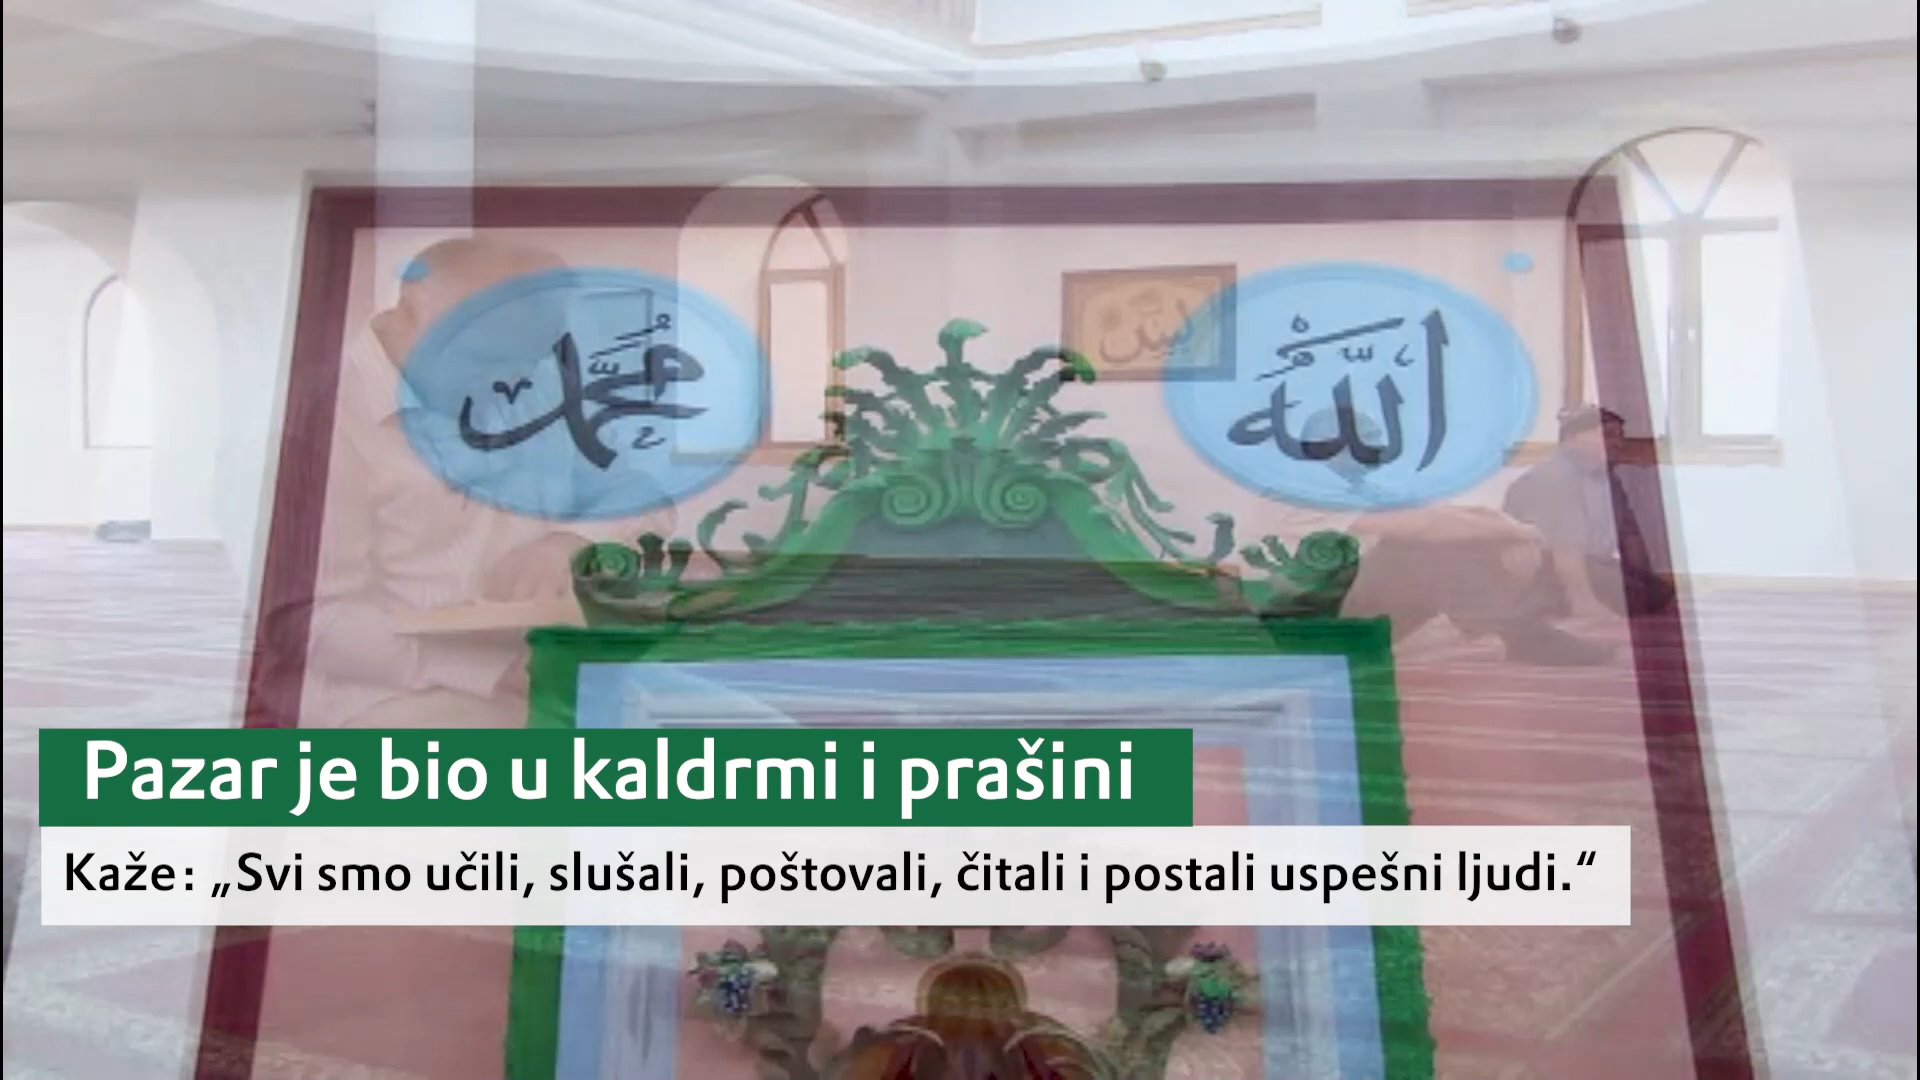 محمد
الله
Pazar je bio u kaldrmi i prašini
Kaže: „Svi smo učili, slušali, poštovali, čitali i postali uspešni ljudi.“